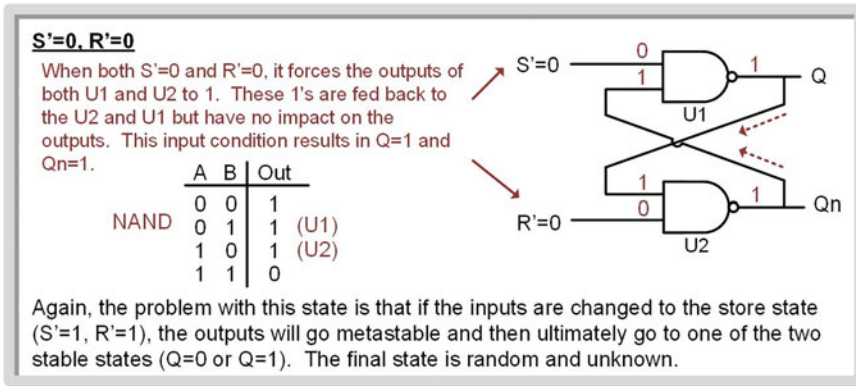 S'=0, R'=0
When both S'=0 and R'=0, it forces the outputs of
both U1 and U2 to 1. These 1's are fed back to
the U2 and U1 but have no impact on the
outputs. This input condition results in Q=1 and
Qn=1.
A B Out
NAND
0 0 1
0 1 1 (U1)
1 0 1 (U2)
1 1 0
S'=0
0
1
1
Q
U1
1
0
1
Qn
R'=0
U2
Again, the problem with this state is that if the inputs are changed to the store state
(S'=1, R'=1), the outputs will go metastable and then ultimately go to one of the two
stable states (Q=0 or Q=1). The final state is random and unknown.